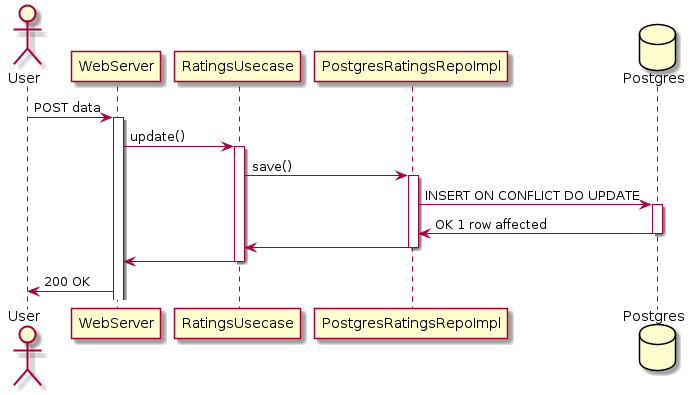 User
WebServer
RatingsUsecase
PostgresRatingsRepoImpl
Postgres
POST data
update()
save()
INSERT ON CONFLICT DO UPDATE
OK 1 row affected
200 OK
User
WebServer
RatingsUsecase
PostgresRatingsRepoImpl
Postgres